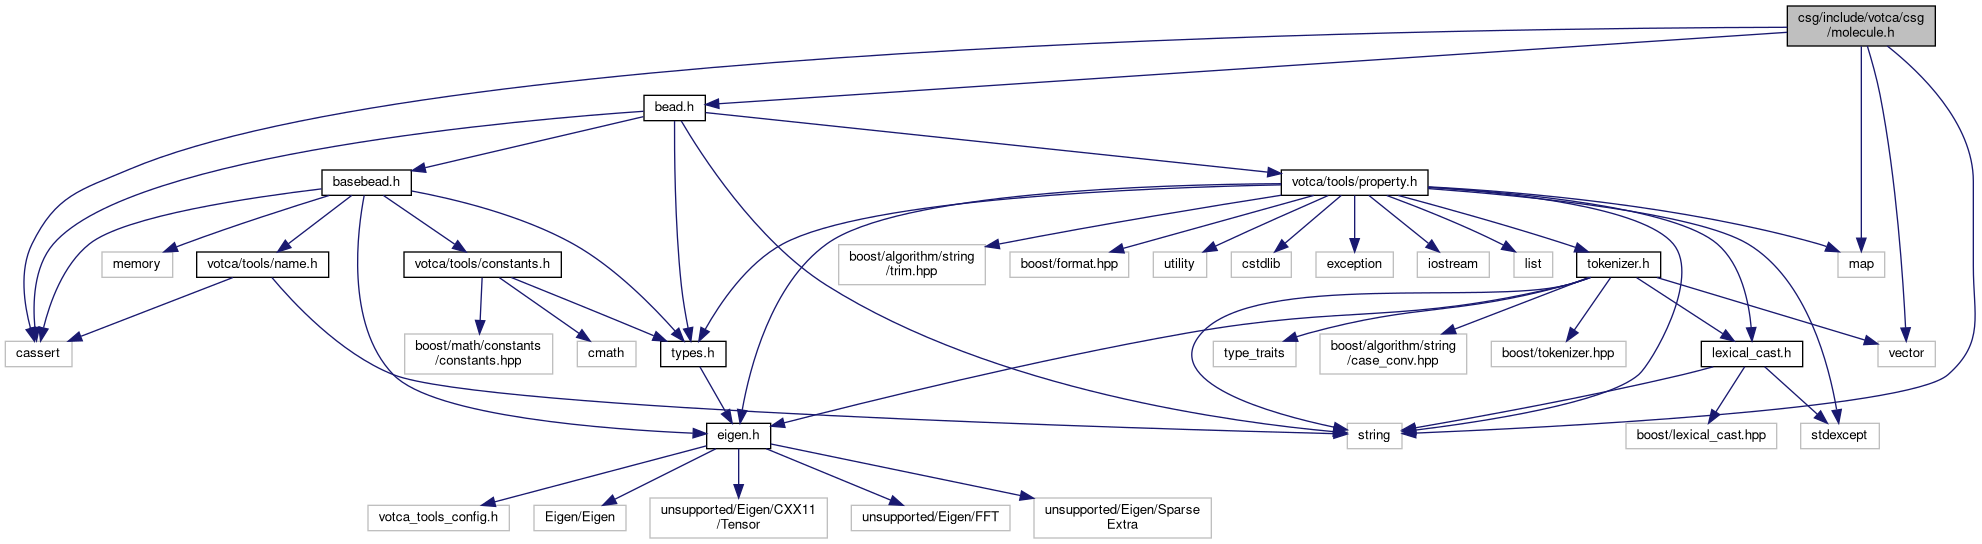 csg/include/votca/csg
/molecule.h
bead.h
basebead.h
votca/tools/property.h
memory
votca/tools/name.h
votca/tools/constants.h
boost/algorithm/string
/trim.hpp
boost/format.hpp
utility
cstdlib
exception
iostream
list
tokenizer.h
map
cassert
boost/math/constants
/constants.hpp
cmath
types.h
type_traits
boost/algorithm/string
/case_conv.hpp
boost/tokenizer.hpp
lexical_cast.h
vector
eigen.h
string
boost/lexical_cast.hpp
stdexcept
votca_tools_config.h
Eigen/Eigen
unsupported/Eigen/CXX11
/Tensor
unsupported/Eigen/FFT
unsupported/Eigen/Sparse
Extra